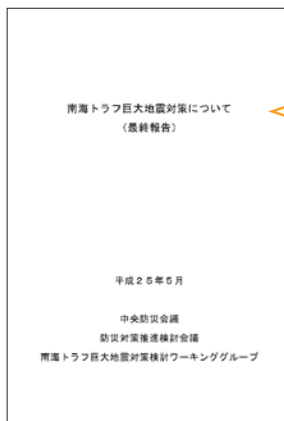 南海トラフ巨大地震対策について
（最終報告）
平成２５年５月
中央防災会議
防災対策推進検討会議
南海トラフ巨大地震対策検討ワーキンググループ